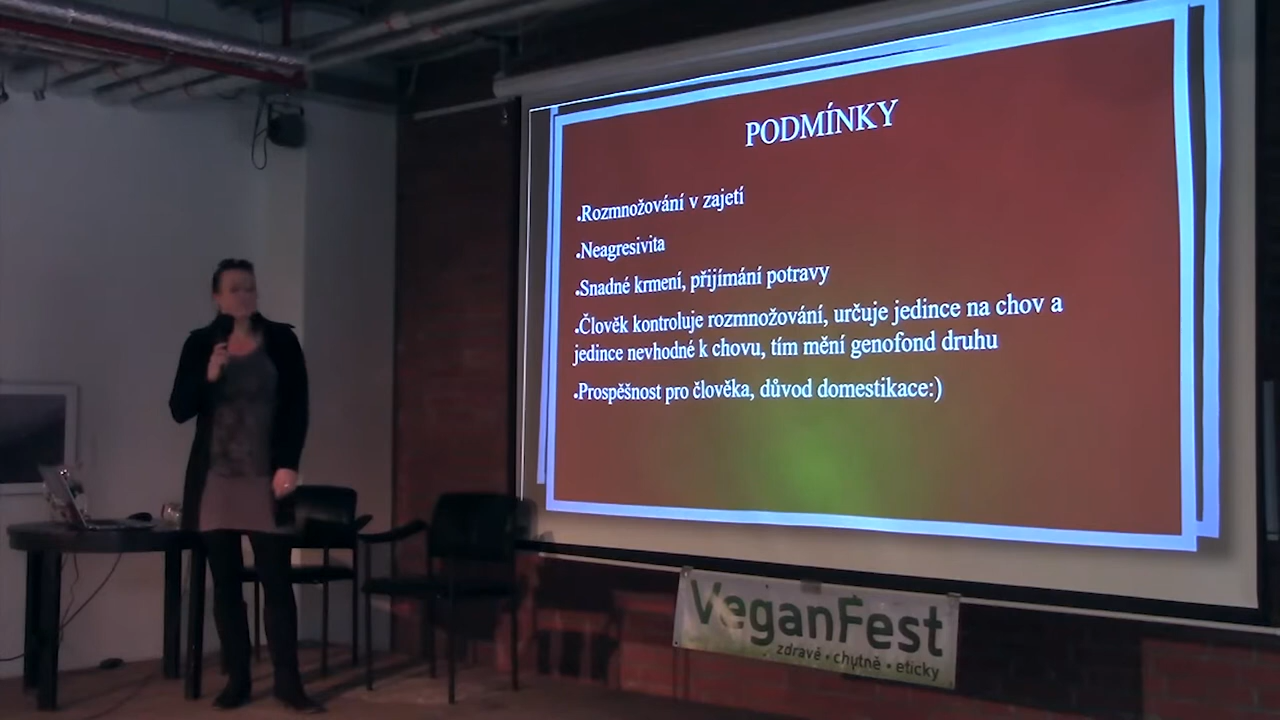 PODMÍNKY
•Rozmnožování v zajetí
•Neagresivita
•Snadné krmení, přijímání potravy
•Člověk kontroluje rozmnožování, určuje jedince na chov a
jedince nevhodné k chovu, tím mění genofond druhu
•Prospěšnost pro člověka, důvod domestikace:)
VeganFest
zdravě • chutně • eticky